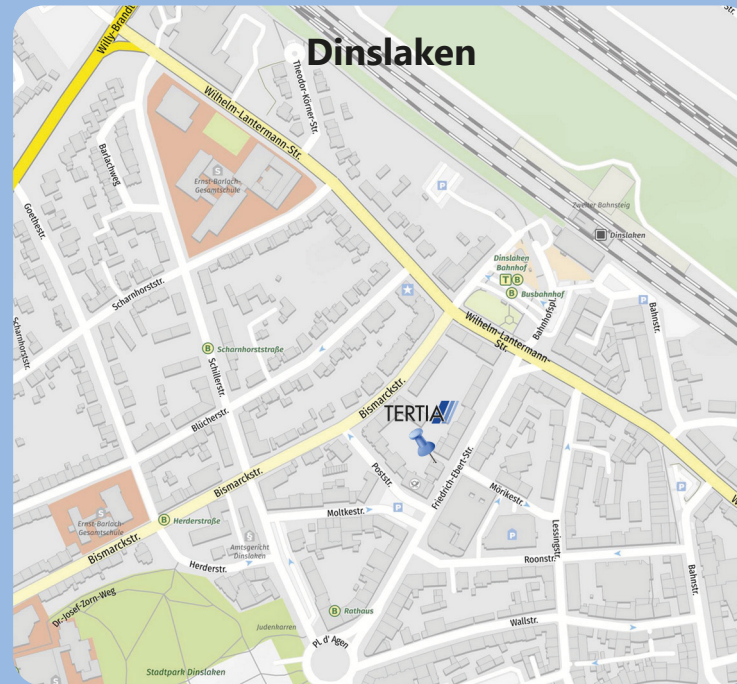 Dinslaken
Willy-Brandt
Str.
Theodor-Körner-Str.
Wilhelm-Lantermann-Str.
Barlachweg
S
Ernst-Barlach-
Gesamtschule
P
Goethestr.
Zweiter Bahnsteig
Dinslaken
Dinslaken
Bahnhof
T B
B Busbahnhof
Bahnhofspl.
P
Bahnstr.
Scharnhorststr.
Scharnhorststr.
B Scharnhorststraße
Schillerstr.
Wilhelm-Lantermann-
Str.
Blücherstr.
Bismarckstr.
TERTIA
Bismarckstr.
Poststr.
Friedrich-Ebert-Str.
Mörikestr.
P
W
S
Ernst-Barlach-
Gesamtschule
B Herderstraße
Moltkestr.
P
P
Lessingstr.
Bismarckstr.
§
Amtsgericht
Dinslaken
Herderstr.
Roonstr.
Bahnstr.
Dr.-Josef-Zorn-Weg
B Rathaus
Wallstr.
Judenkarren
Pl. d' Agen
Stadtpark Dinslaken
S